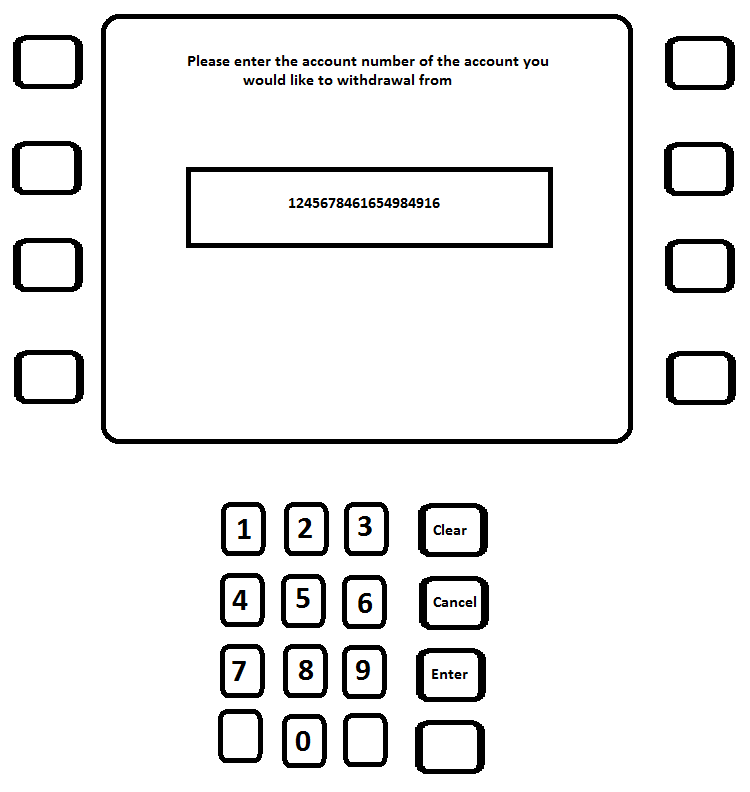 Please enter the account number of the account you
would like to withdrawal from
1245678461654984916
1 2 3 Clear
4 5 6 Cancel
7 8 9 Enter
0